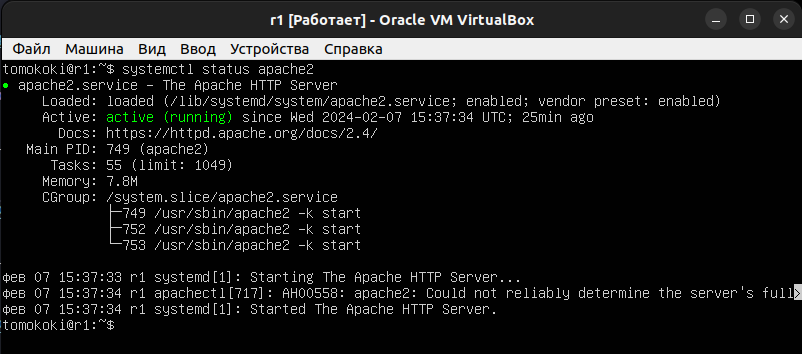 r1 [Работает] - Oracle VM VirtualBox
Файл Машина Вид Ввод Устройства Справка
tomokoki@r1:~$ systemctl status apache2
● apache2.service – The Apache HTTP Server
Loaded: loaded (/lib/systemd/system/apache2.service; enabled; vendor preset: enabled)
Active: active (running) since Wed 2024-02-07 15:37:34 UTC; 25min ago
Docs: https://httpd.apache.org/docs/2.4/
Main PID: 749 (apache2)
Tasks: 55 (limit: 1049)
Memory: 7.8M
CGroup: /system.slice/apache2.service
├─749 /usr/sbin/apache2 -k start
├─752 /usr/sbin/apache2 -k start
└─753 /usr/sbin/apache2 -k start
фев 07 15:37:33 r1 systemd[1]: Starting The Apache HTTP Server...
фев 07 15:37:34 r1 apachectl[717]: AH00558: apache2: Could not reliably determine the server's full>
фев 07 15:37:34 r1 systemd[1]: Started The Apache HTTP Server.
tomokoki@r1:~$